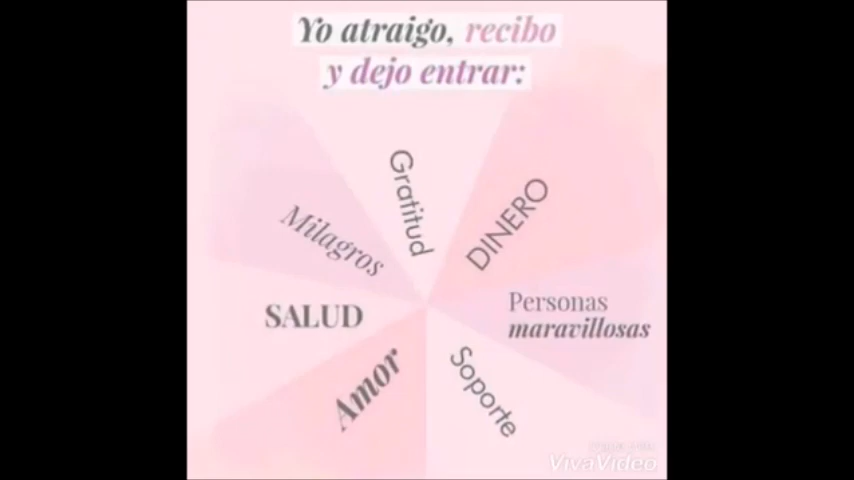 Yo atraigo, recibo
y dejo entrar:
Gratitud
DINERO
Milagros
Personas
maravillosas
SALUD
Amor
Soporte
VivaVideo